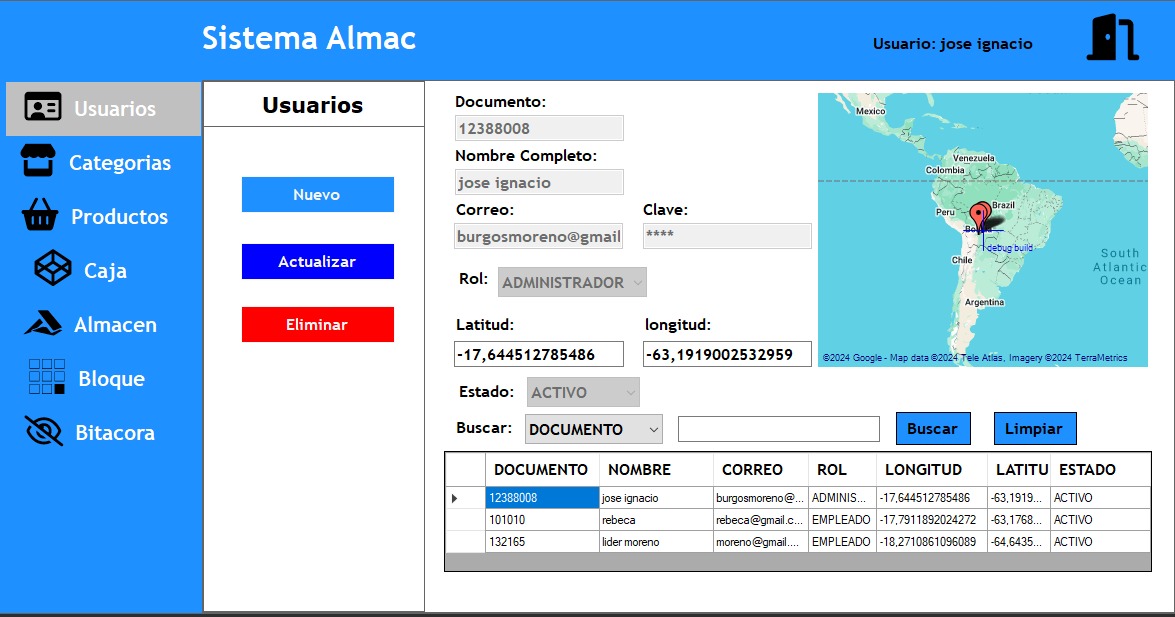 Sistema Almac
Usuario: jose ignacio
Usuarios
Categorias
Productos
Caja
Almacen
Bloque
Bitacora
Usuarios
Nuevo
Actualizar
Eliminar
Documento:
12388008
Nombre Completo:
jose ignacio
Correo: Clave:
burgosmoreno@gmail ****
Rol: ADMINISTRADOR
Latitud: longitud:
-17,644512785486 -63,1919002532959
Estado: ACTIVO
Buscar: DOCUMENTO Buscar Limpiar
Mexico
Venezuela
Colombia
Brazil
Peru
debug build
Chile
South
Atlantic
Ocean
Argentina
©2024 Google - Map data ©2024 Tele Atlas, Imagery ©2024 TerraMetrics
DOCUMENTO NOMBRE CORREO ROL LONGITUD LATITU ESTADO
12388008 jose ignacio burgosmoreno@... ADMINIS... -17,644512785486 -63,1919... ACTIVO
101010 rebeca rebeca@gmail.c... EMPLEADO -17,7911892024272 -63,1768... ACTIVO
132165 lider moreno moreno@gmail.... EMPLEADO -18,2710861096089 -64,6435... ACTIVO